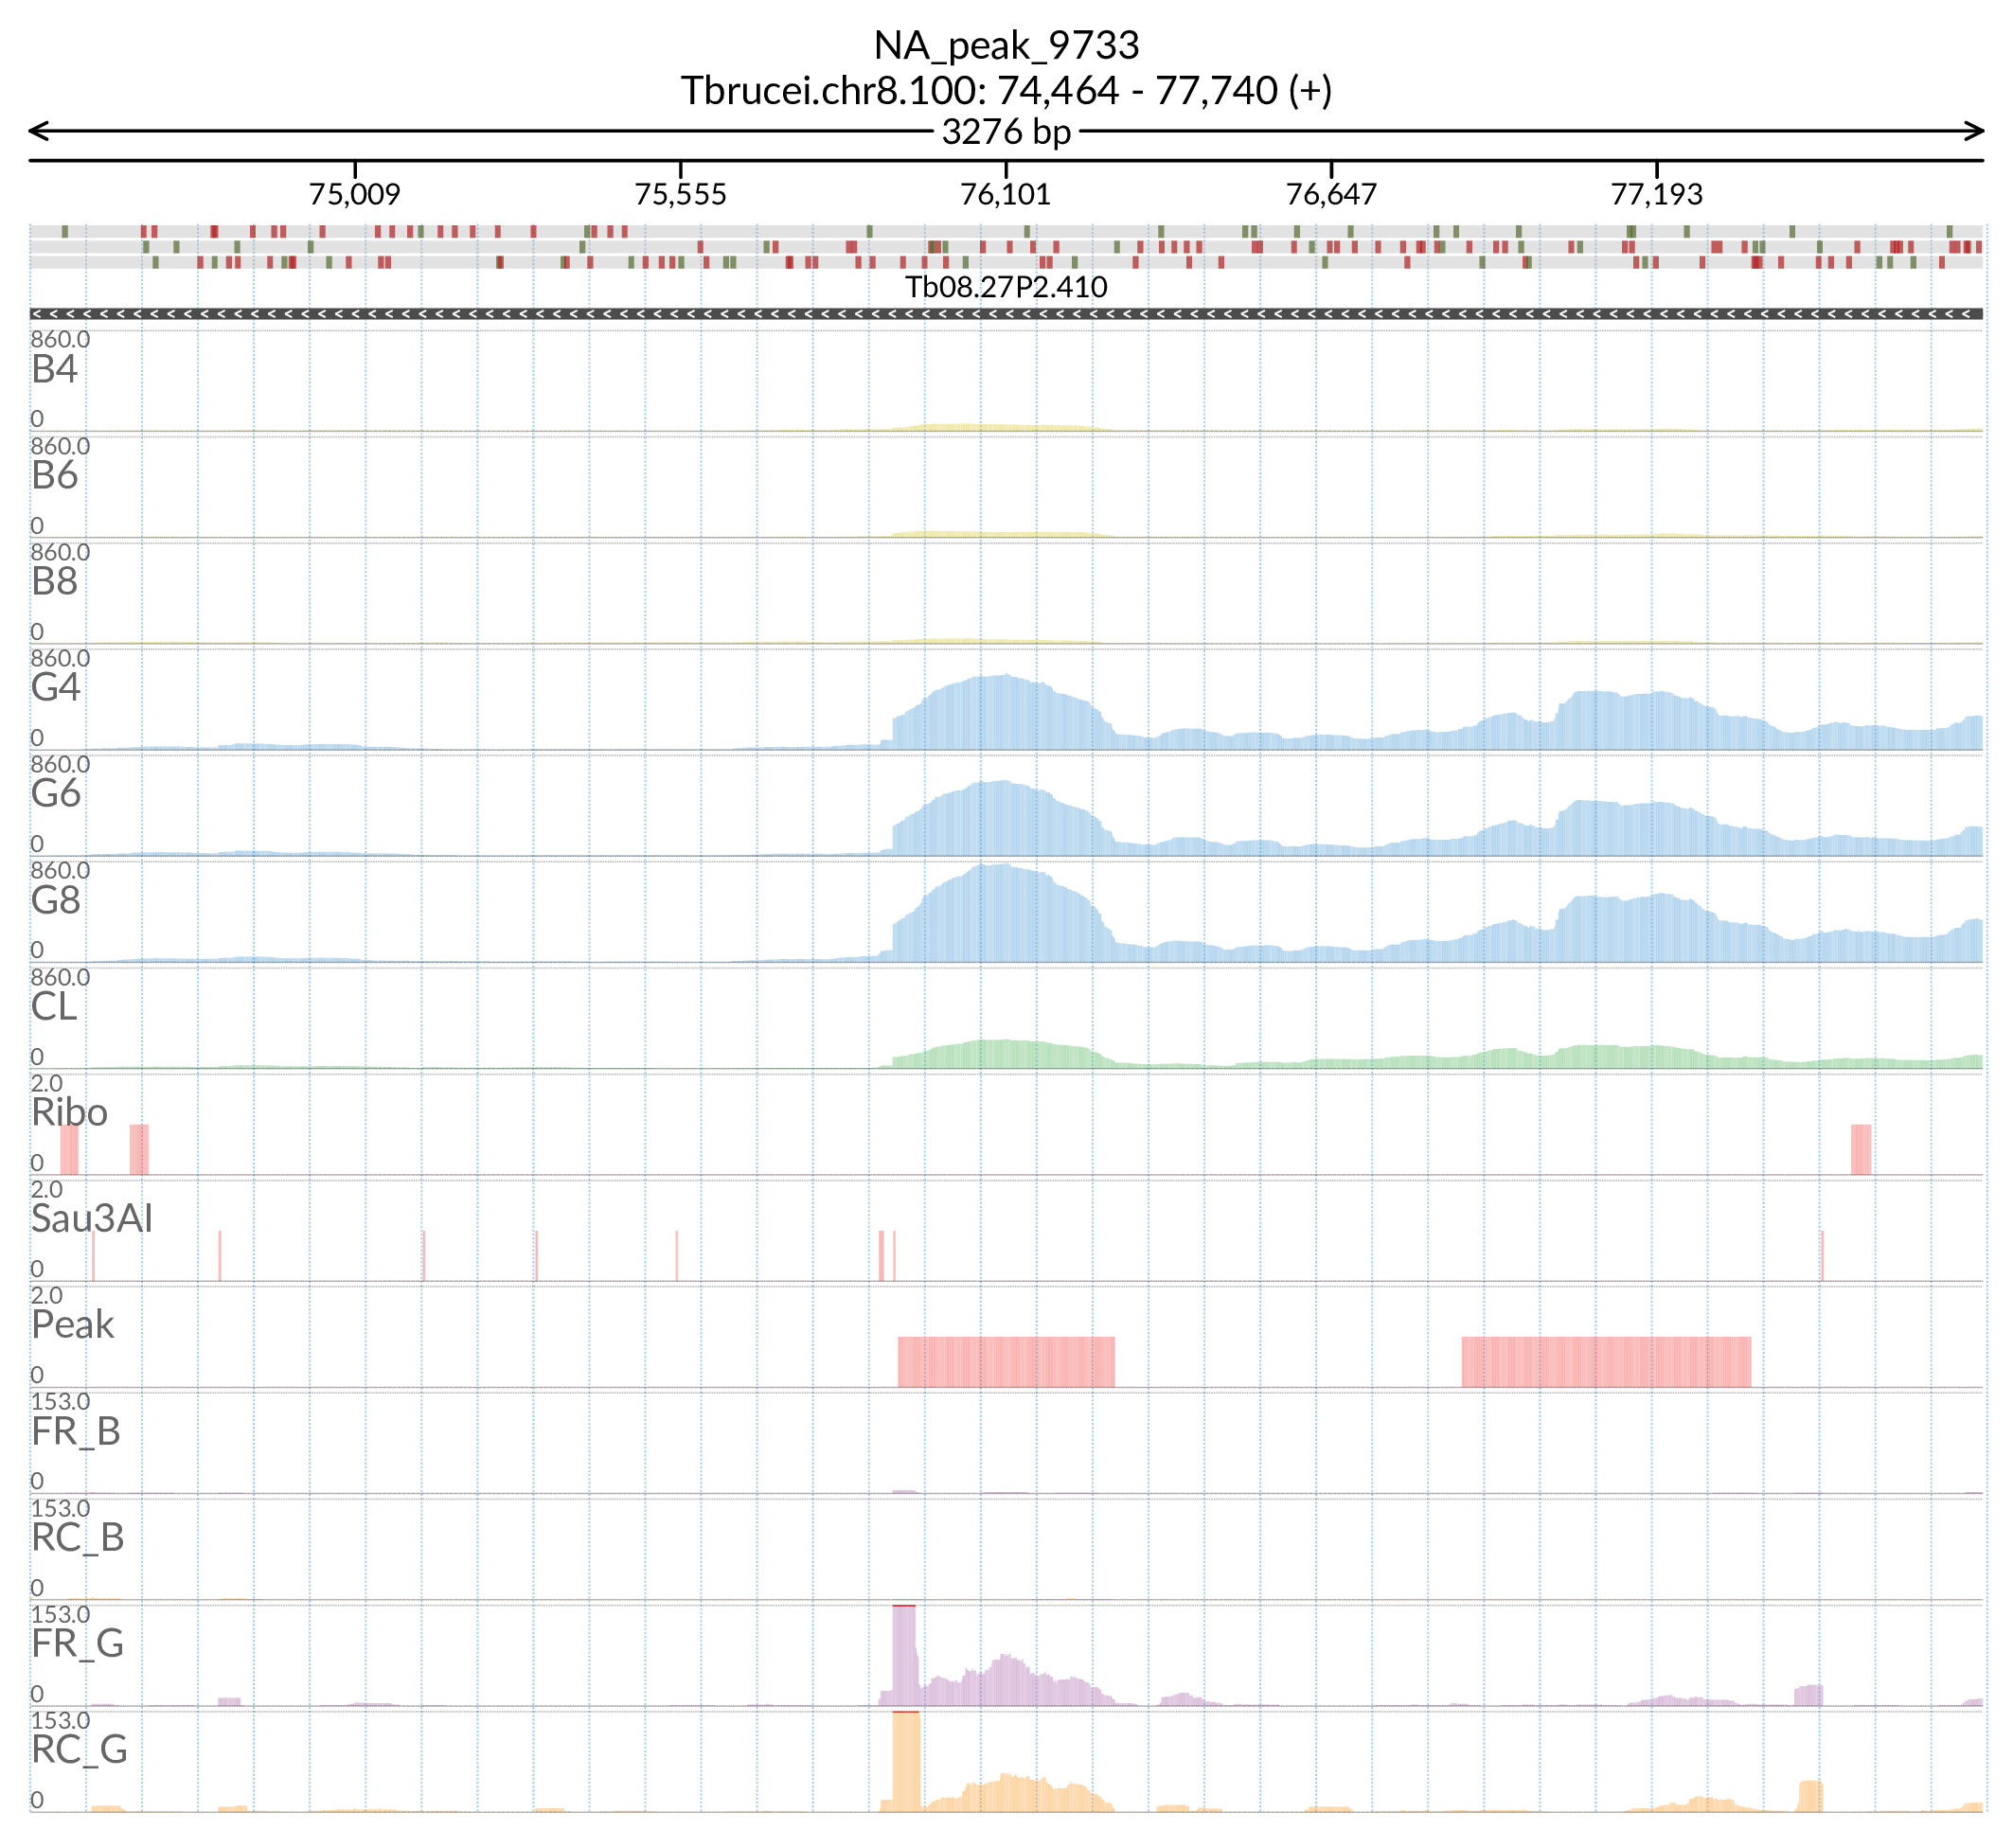 NA_peak_9733
Tbrucei.chr8.100: 74,464 - 77,740 (+)
3276 bp
75,009 75,555 76,101 76,647 77,193
Tb08.27P2.410
860.0
B4
0
860.0
B6
0
860.0
B8
0
860.0
G4
0
860.0
G6
0
860.0
G8
0
860.0
CL
0
2.0
Ribo
0
2.0
Sau3AI
0
2.0
Peak
0
153.0
FR_B
0
153.0
RC_B
0
153.0
FR_G
0
153.0
RC_G
0